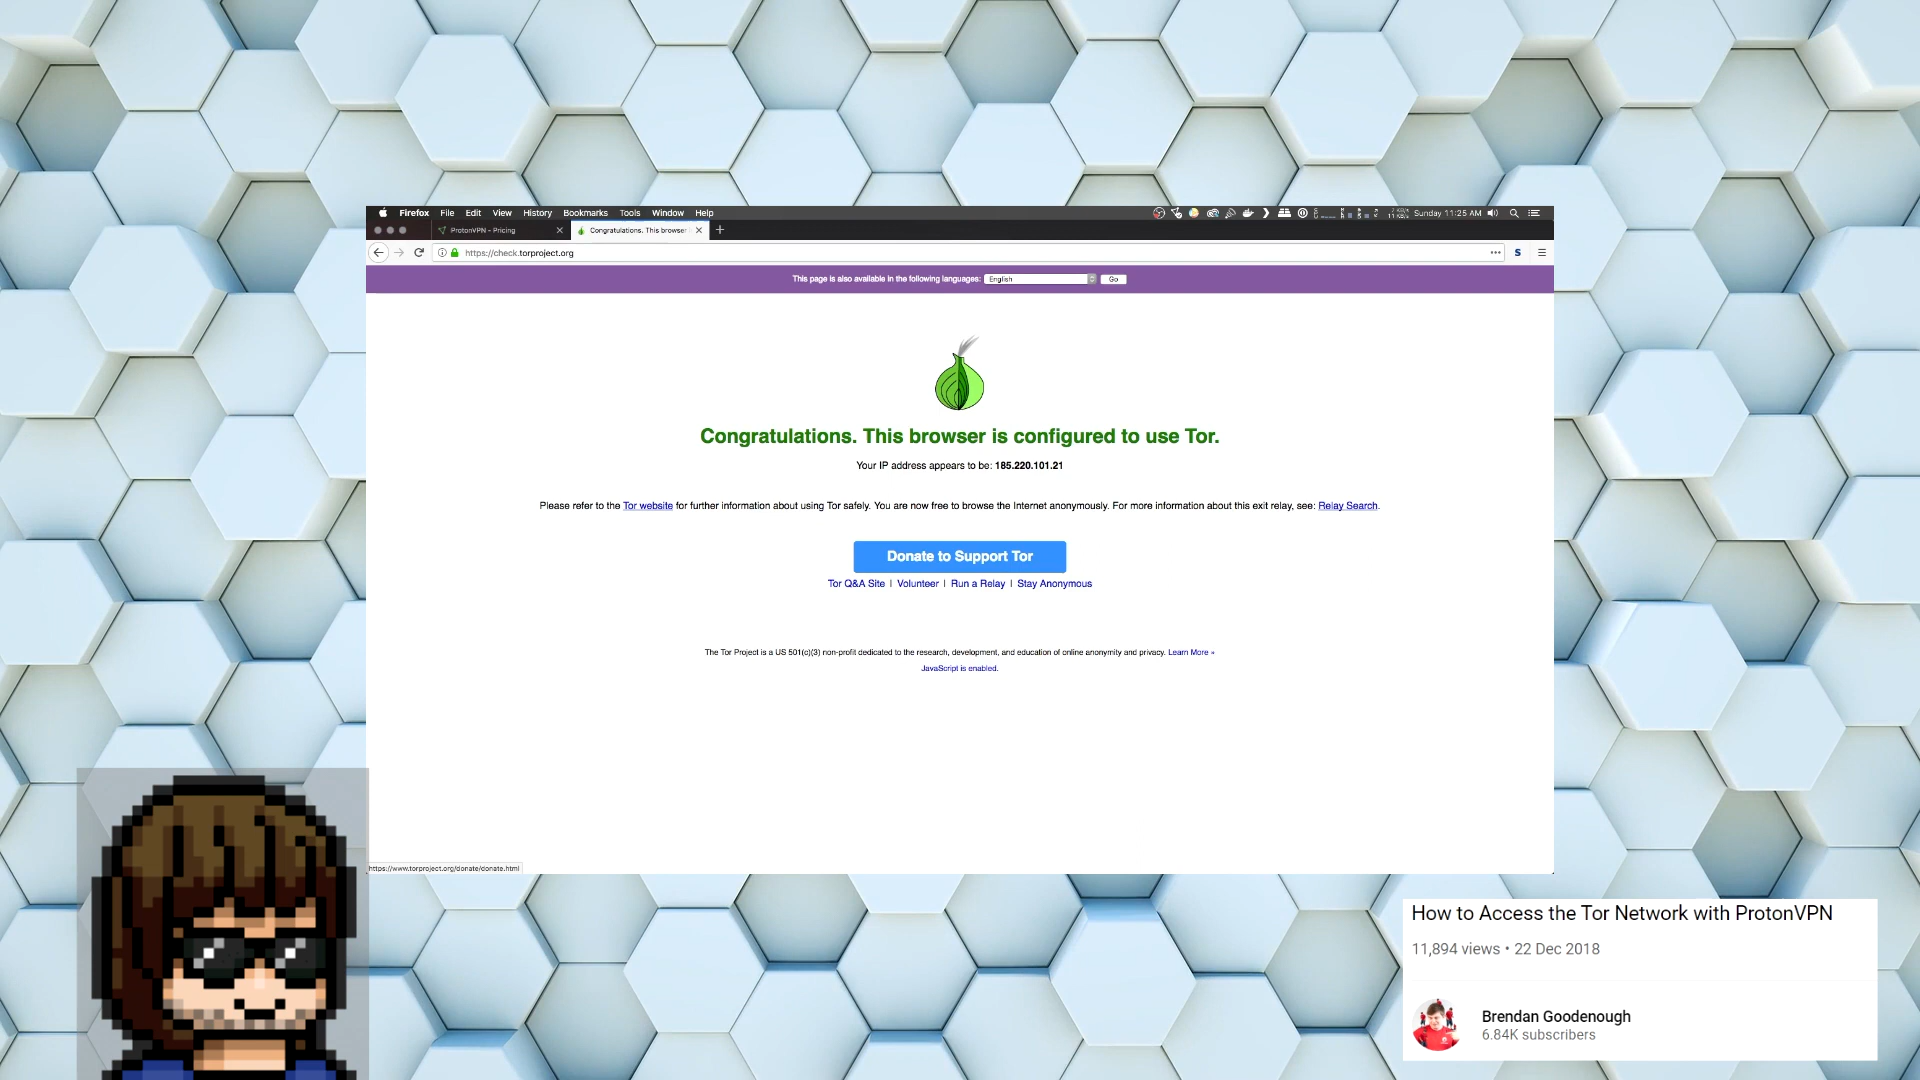 Firefox File Edit View History Bookmarks Tools Window Help
Sunday 11:25 AM
ProtonVPN - Pricing
Congratulations. This browser
https://check.torproject.org
S
This page is also available in the following languages: English Go
Congratulations. This browser is configured to use Tor.
Your IP address appears to be: 185.220.101.21
Please refer to the Tor website for further information about using Tor safely. You are now free to browse the Internet anonymously. For more information about this exit relay, see: Relay Search.
Donate to Support Tor
Tor Q&A Site | Volunteer | Run a Relay | Stay Anonymous
The Tor Project is a US 501(c)(3) non-profit dedicated to the research, development, and education of online anonymity and privacy. Learn More »
JavaScript is enabled.
https://www.torproject.org/donate/donate.html
How to Access the Tor Network with ProtonVPN
11,894 views • 22 Dec 2018
Brendan Goodenough
6.84K subscribers